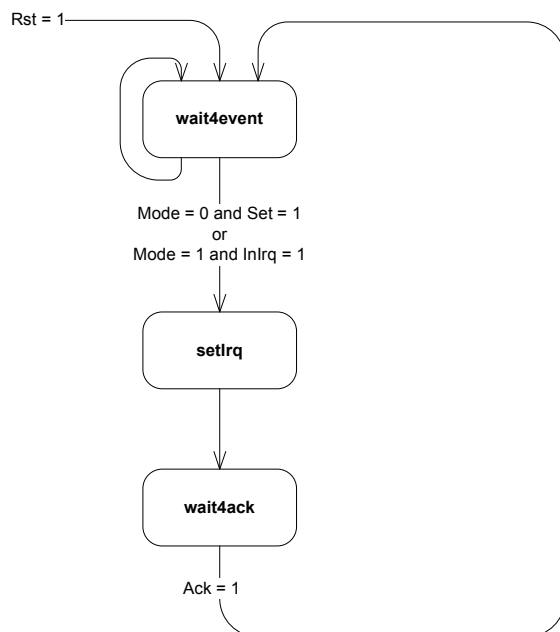 Rst = 1
wait4event
Mode = 0 and Set = 1
or
Mode = 1 and InIrq = 1
setIrq
wait4ack
Ack = 1